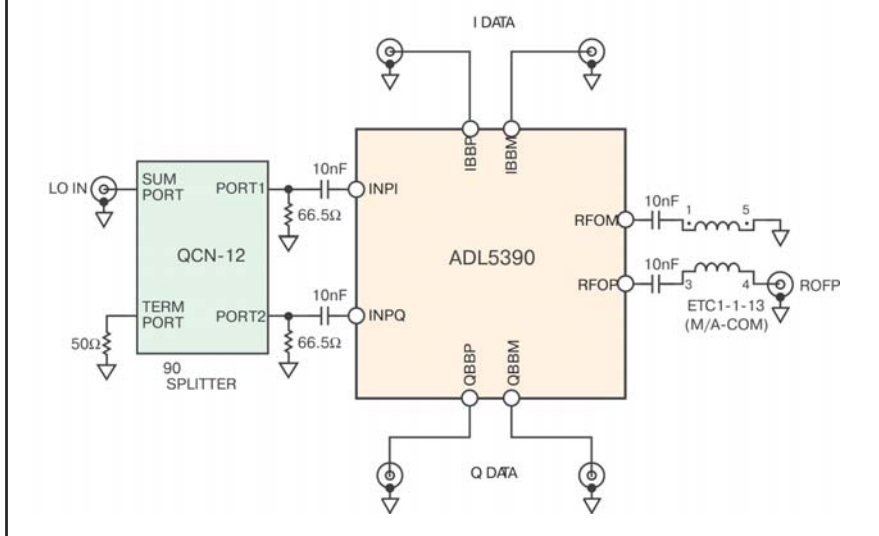 I DATA
IBBP
IBBM
LO IN
SUM
PORT
PORT1
10nF
INPI
66.5Ω
QCN-12
ADL5390
RFOM
10nF
1
5
RFOP
10nF
3
4
ROFP
ETC1-1-13
(M/A-COM)
TERM
PORT
PORT2
10nF
INPQ
50Ω
66.5Ω
90
SPLITTER
QBBP
QBBM
Q DATA